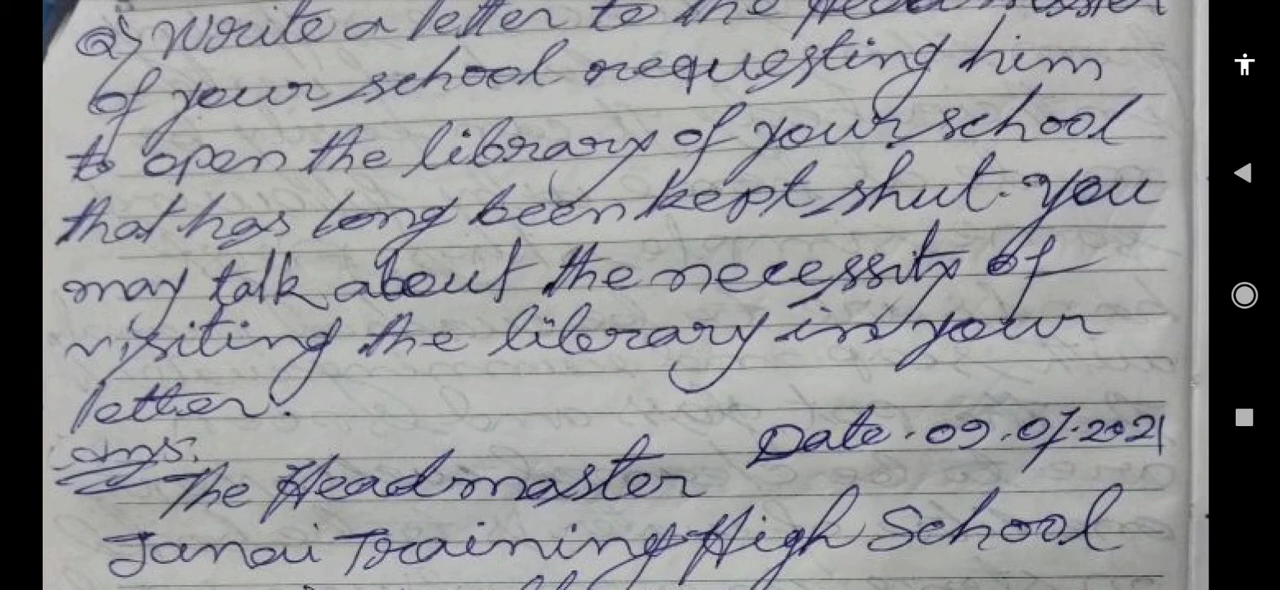 Q) Write a letter to the Headmaster
of your school requesting him
to open the library of your school
that has long been kept shut. you
may talk about the necessity of
visiting the library in your
letter.
Date. 09.07.2021
ans.
The Headmaster
Janai Training High School